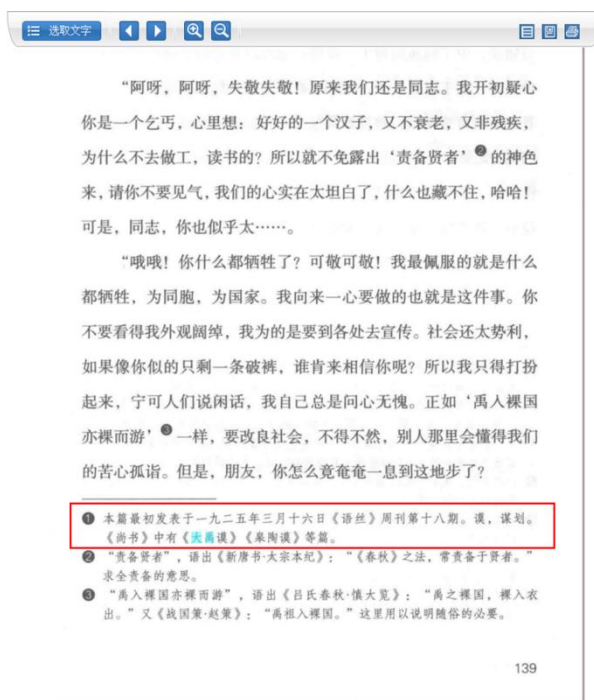 选取文字
“阿呀，阿呀，失敬失敬！原来我们还是同志。我开初疑心
你是一个乞丐，心里想：好好的一个汉子，又不衰老，又非残疾，
为什么不去做工，读书的？所以就不免露出‘责备贤者’❷的神色
来，请你不要见气，我们的心实在太坦白了，什么也藏不住，哈哈！
可是，同志，你也似乎太……。
“哦哦！你什么都牺牲了？可敬可敬！我最佩服的就是什么
都牺牲，为同胞，为国家。我向来一心要做的也就是这件事。你
不要看得我外观阔绰，我为的是要到各处去宣传。社会还太势利，
如果像你似的只剩一条破裤，谁肯来相信你呢？所以我只得打扮
起来，宁可人们说闲话，我自己总是问心无愧。正如‘禹入裸国
亦裸而游’❸一样，要改良社会，不得不然，别人那里会懂得我们
的苦心孤诣。但是，朋友，你怎么竟奄奄一息到这地步了？
❶ 本篇最初发表于一九二五年三月十六日《语丝》周刊第十八期。谟，谋划。
《尚书》中有《大禹谟》《皋陶谟》等篇。
❷ “责备贤者”，语出《新唐书·太宗本纪》：“《春秋》之法，常责备于贤者。”
求全责备的意思。
❸ “禹入裸国亦裸而游”，语出《吕氏春秋·慎大览》：“禹之裸国，裸入衣
出。”又《战国策·赵策》：“禹袒入裸国。”这里用以说明随俗的必要。
139